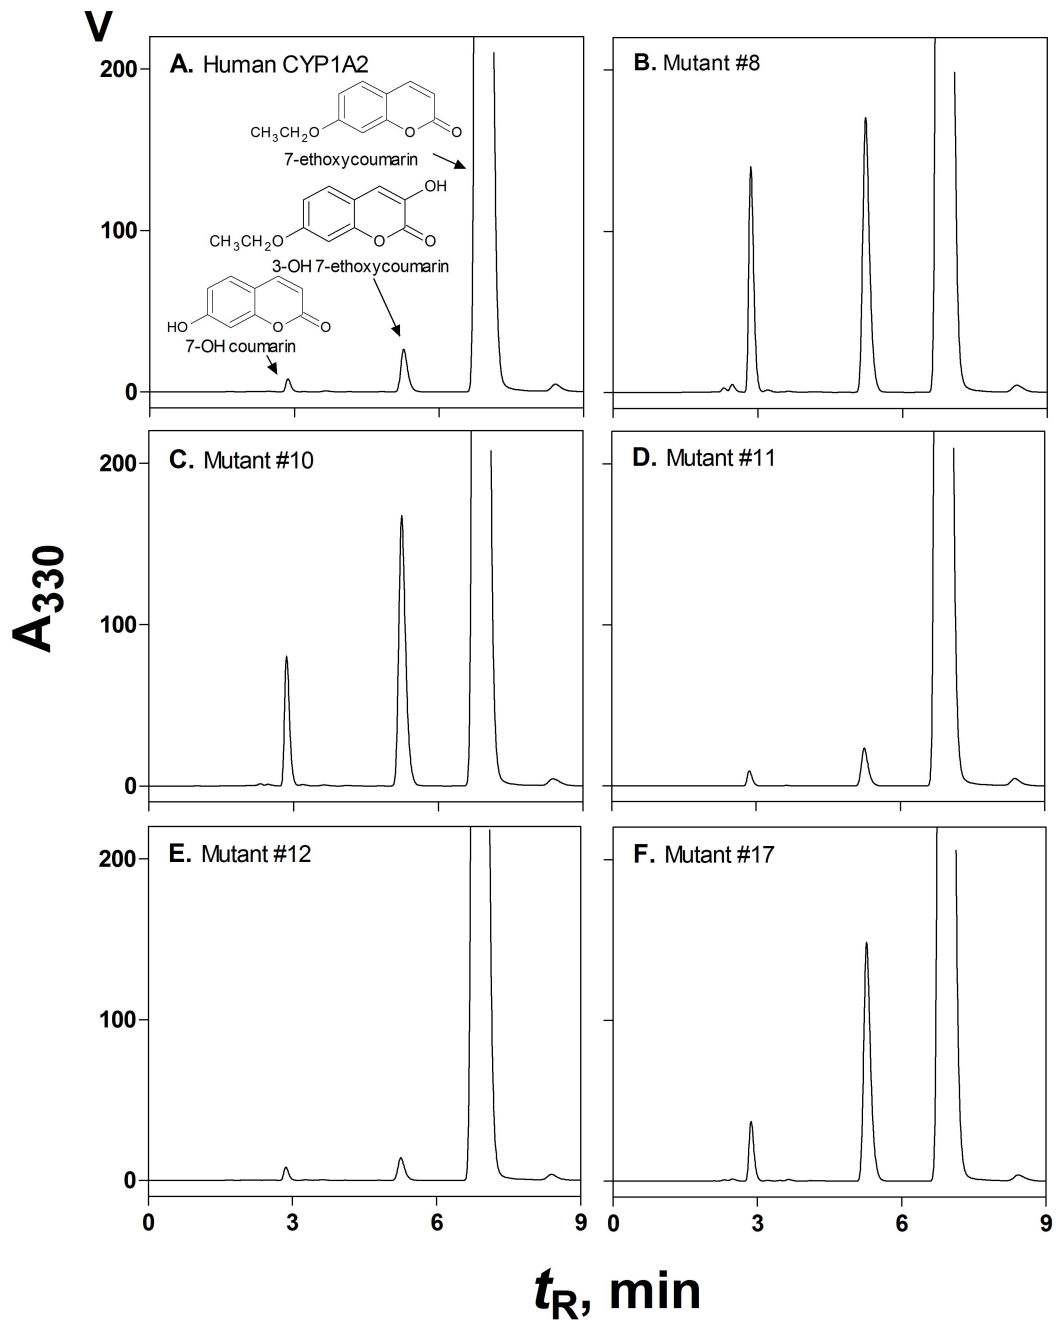 V
A. Human CYP1A2
CH3CH2O
O
O
7-ethoxycoumarin
OH
CH3CH2O
O
O
3-OH 7-ethoxycoumarin
HO
O
O
7-OH coumarin
200
100
0
B. Mutant #8
C. Mutant #10
200
100
0
D. Mutant #11
E. Mutant #12
200
100
0
0
3
6
9
F. Mutant #17
0
3
6
9
A330
tR, min